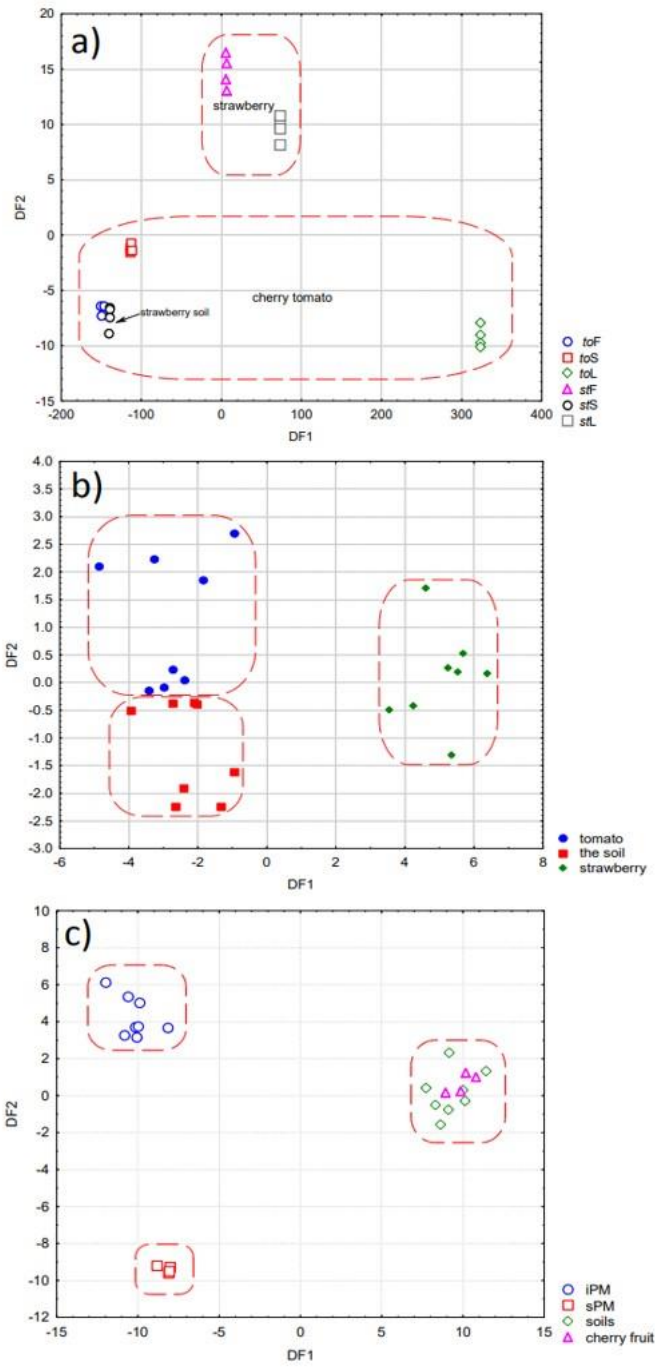 a)
20
15
10
5
0
-5
-10
-15
DF2
strawberry
cherry tomato
strawberry soil
-200 -100 0 100 200 300 400
DF1
toF
toS
toL
stF
stS
stL
b)
4.0
3.5
3.0
2.5
2.0
1.5
1.0
0.5
0.0
-0.5
-1.0
-1.5
-2.0
-2.5
-3.0
DF2
-6 -4 -2 0 2 4 6 8
DF1
tomato
the soil
strawberry
c)
10
8
6
4
2
0
-2
-4
-6
-8
-10
-12
DF2
-15 -10 -5 0 5 10 15
DF1
iPM
sPM
soils
cherry fruit